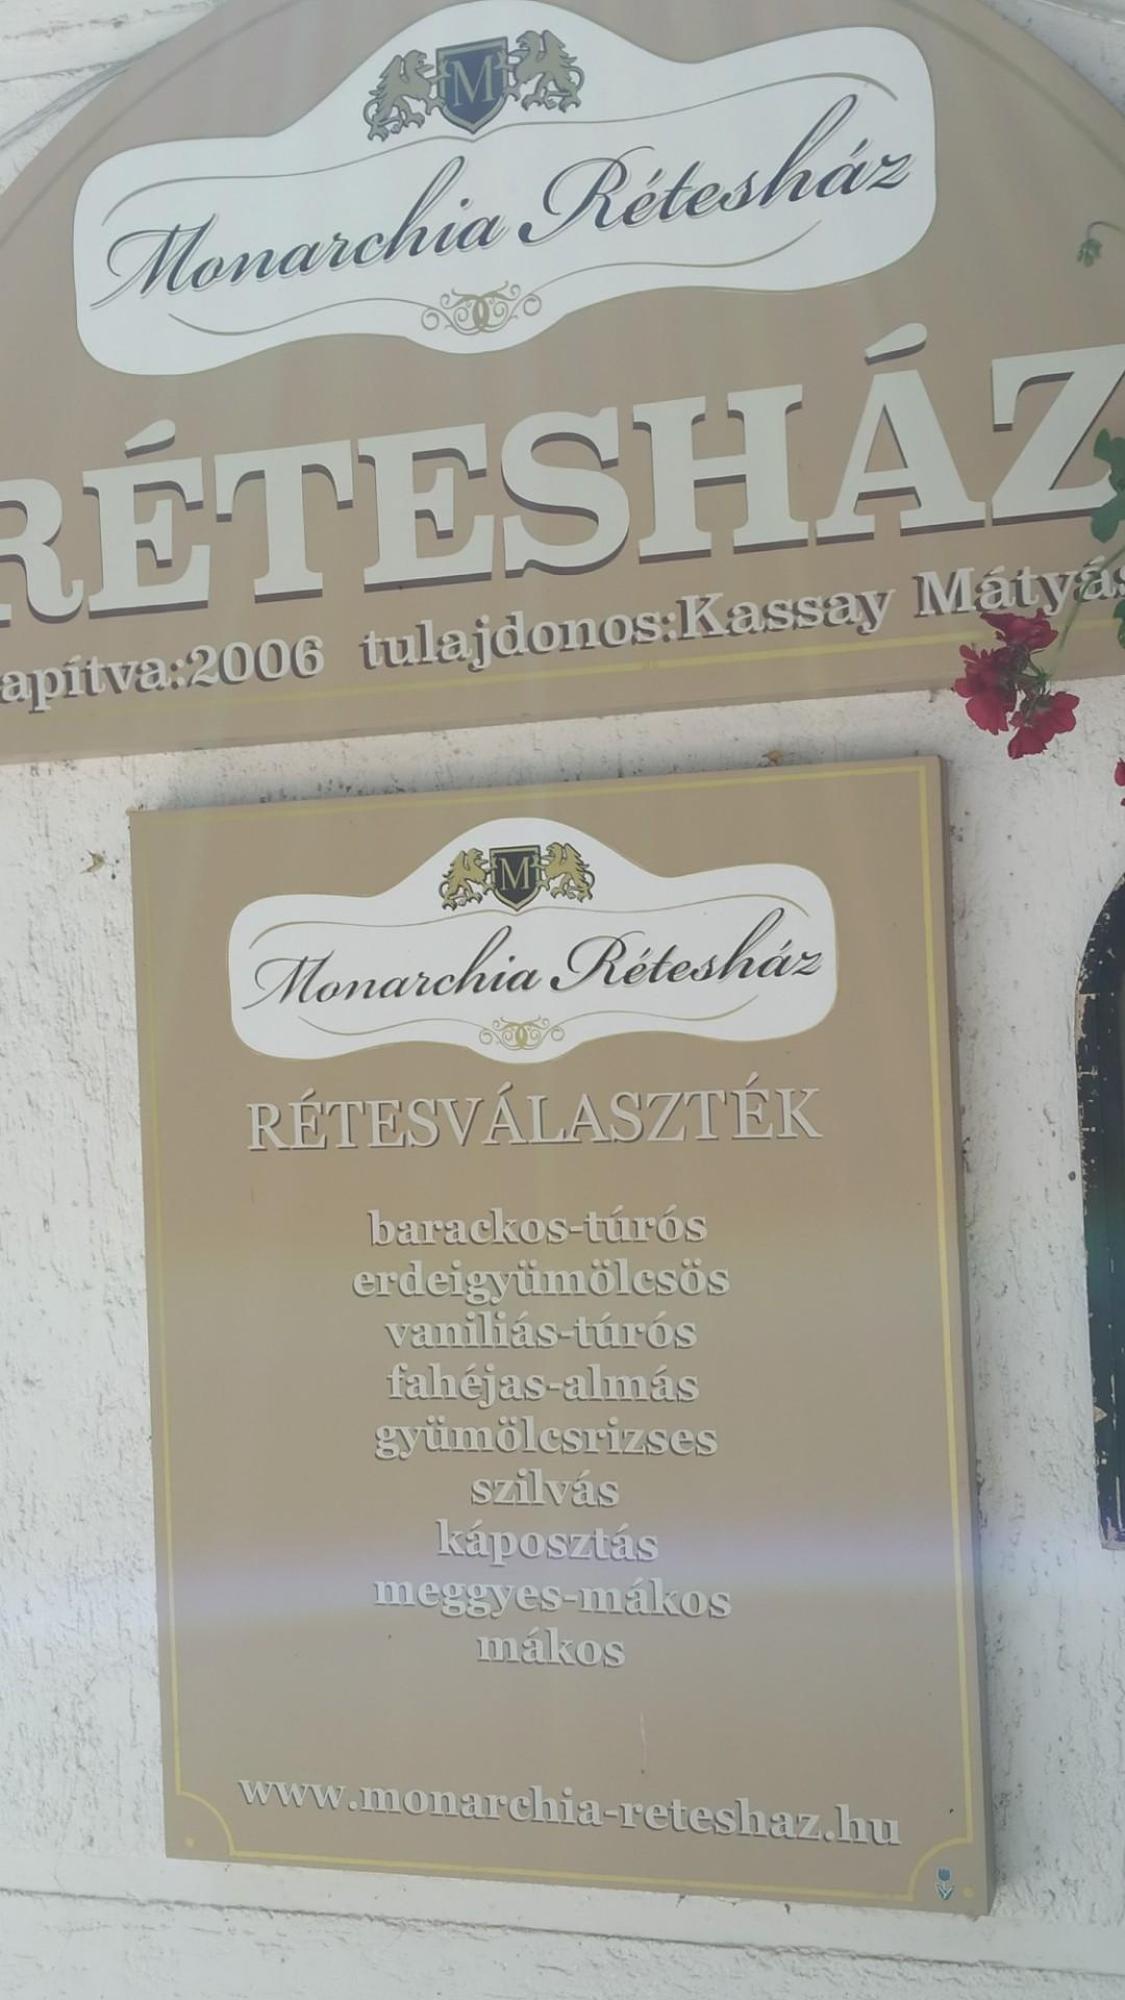 M
Monarchia Rétesház
RÉTESHÁZ
apítva:2006 tulajdonos:Kassay Mátyás
M
Monarchia Rétesház
RÉTESVÁLASZTÉK
barackos-túrós
erdeigyümölcsös
vaniliás-túrós
fahéjas-almás
gyümölcsrizses
szilvás
káposztás
meggyes-mákos
mákos
www.monarchia-reteshaz.hu